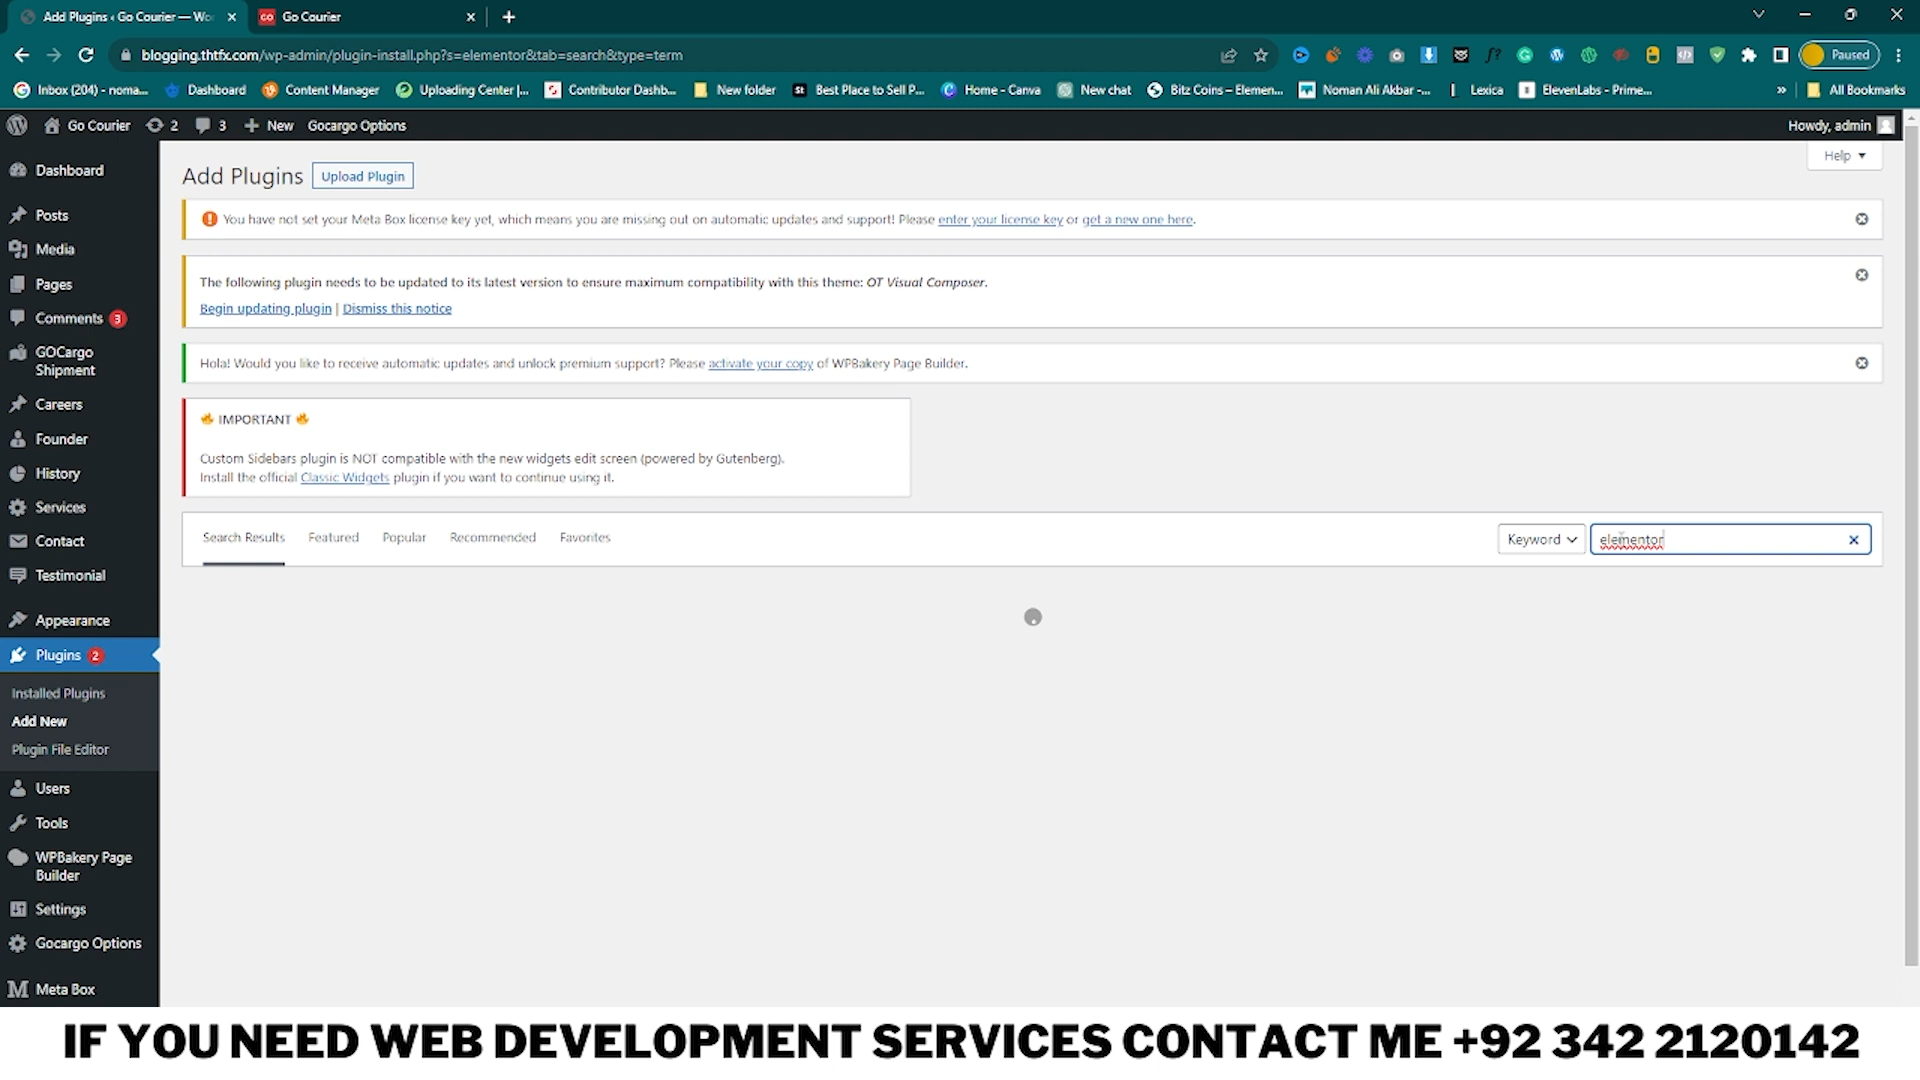 Add Plugins ‹ Go Courier — Wo
GO Go Courier
blogging.thtfx.com/wp-admin/plugin-install.php?s=elementor&tab=search&type=term
Paused
Inbox (204) - noma...
Dashboard
Content Manager
Uploading Center |...
Contributor Dashb...
New folder
St Best Place to Sell P...
Home - Canva
New chat
Bitz Coins – Elemen...
Noman Ali Akbar -...
Lexica
ElevenLabs - Prime...
»
All Bookmarks
Go Courier
2
3
New
Gocargo Options
Howdy, admin
Dashboard
Posts
Media
Pages
Comments 3
GOCargo
Shipment
Careers
Founder
History
Services
Contact
Testimonial
Appearance
Plugins 2
Installed Plugins
Add New
Plugin File Editor
Users
Tools
WPBakery Page
Builder
Settings
Gocargo Options
Meta Box
Help
Add Plugins
Upload Plugin
You have not set your Meta Box license key yet, which means you are missing out on automatic updates and support! Please enter your license key or get a new one here.
The following plugin needs to be updated to its latest version to ensure maximum compatibility with this theme: OT Visual Composer.
Begin updating plugin | Dismiss this notice
Hola! Would you like to receive automatic updates and unlock premium support? Please activate your copy of WPBakery Page Builder.
🔥 IMPORTANT 🔥
Custom Sidebars plugin is NOT compatible with the new widgets edit screen (powered by Gutenberg).
Install the official Classic Widgets plugin if you want to continue using it.
Search Results
Featured
Popular
Recommended
Favorites
Keyword
elementor
IF YOU NEED WEB DEVELOPMENT SERVICES CONTACT ME +92 342 2120142